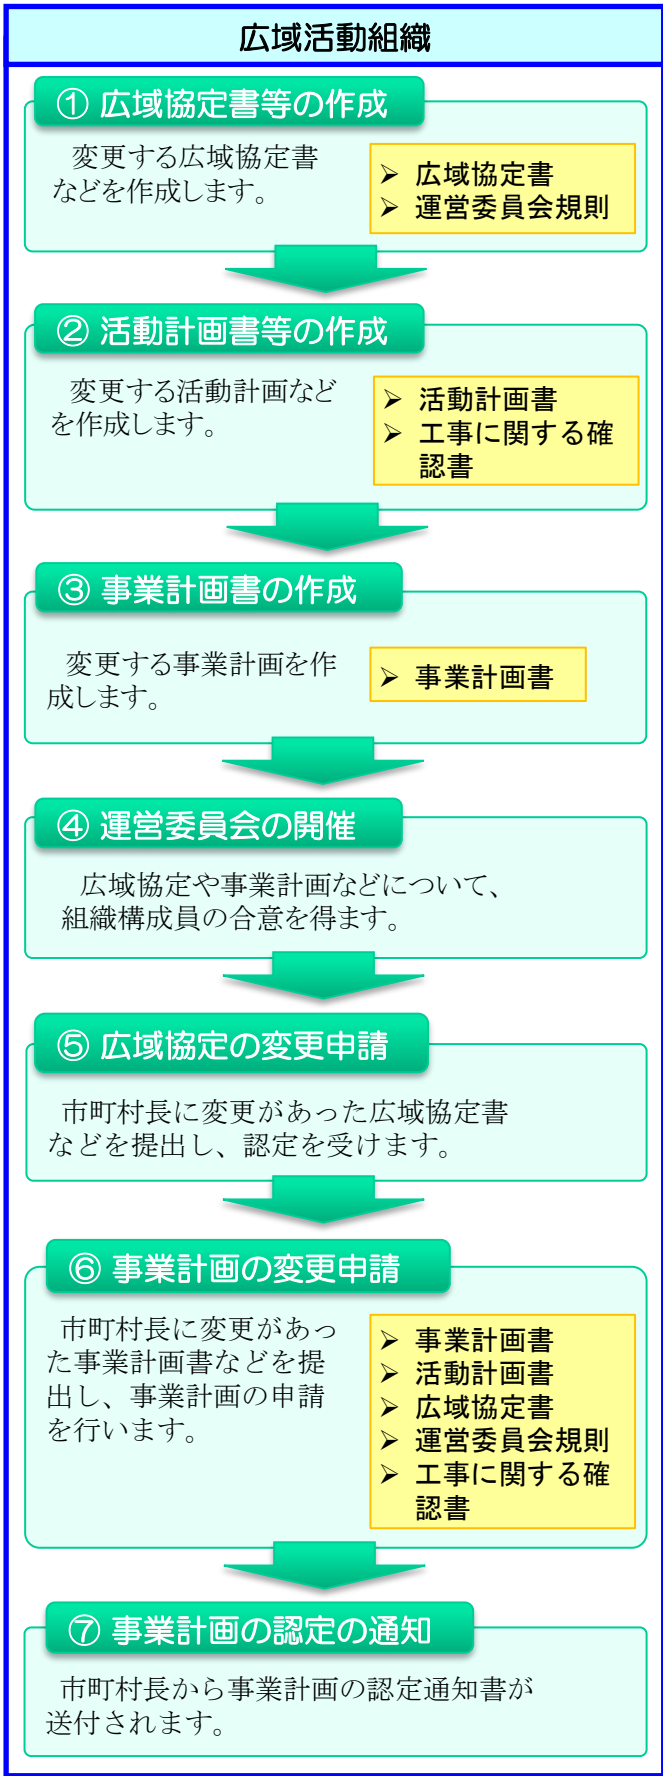 広域活動組織
① 広域協定書等の作成
変更する広域協定書
などを作成します。
➢ 広域協定書
➢ 運営委員会規則
② 活動計画書等の作成
変更する活動計画など
を作成します。
➢ 活動計画書
➢ 工事に関する確
認書
③ 事業計画書の作成
変更する事業計画を作
成します。
➢ 事業計画書
④ 運営委員会の開催
広域協定や事業計画などについて、
組織構成員の合意を得ます。
⑤ 広域協定の変更申請
市町村長に変更があった広域協定書
などを提出し、認定を受けます。
⑥ 事業計画の変更申請
市町村長に変更があっ
た事業計画書などを提
出し、事業計画の申請
を行います。
➢ 事業計画書
➢ 活動計画書
➢ 広域協定書
➢ 運営委員会規則
➢ 工事に関する確
認書
⑦ 事業計画の認定の通知
市町村長から事業計画の認定通知書が
送付されます。